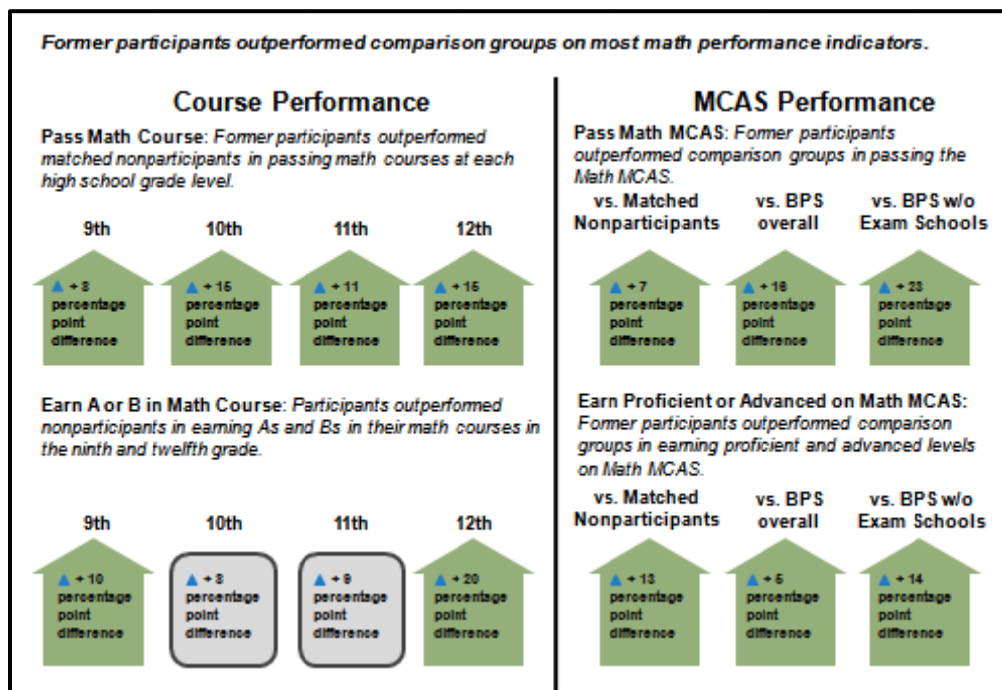 Former participants outperformed comparison groups on most math performance indicators.
Course Performance
Pass Math Course: Former participants outperformed
matched nonparticipants in passing math courses at each
high school grade level.
9th 10th 11th 12th
+ 8 + 15 + 11 + 15
percentage percentage percentage percentage
point point point point
difference difference difference difference
Earn A or B in Math Course: Participants outperformed
nonparticipants in earning As and Bs in their math courses in
the ninth and twelfth grade.
9th 10th 11th 12th
+ 10 + 8 + 9 + 20
percentage percentage percentage percentage
point point point point
difference difference difference difference
MCAS Performance
Pass Math MCAS: Former participants
outperformed comparison groups in passing the
Math MCAS.
vs. Matched vs. BPS vs. BPS w/o
Nonparticipants overall Exam Schools
+ 7 + 16 + 23
percentage percentage percentage
point point point
difference difference difference
Earn Proficient or Advanced on Math MCAS:
Former participants outperformed comparison
groups in earning proficient and advanced levels
on Math MCAS.
vs. Matched vs. BPS vs. BPS w/o
Nonparticipants overall Exam Schools
+ 13 + 5 + 14
percentage percentage percentage
point point point
difference difference difference